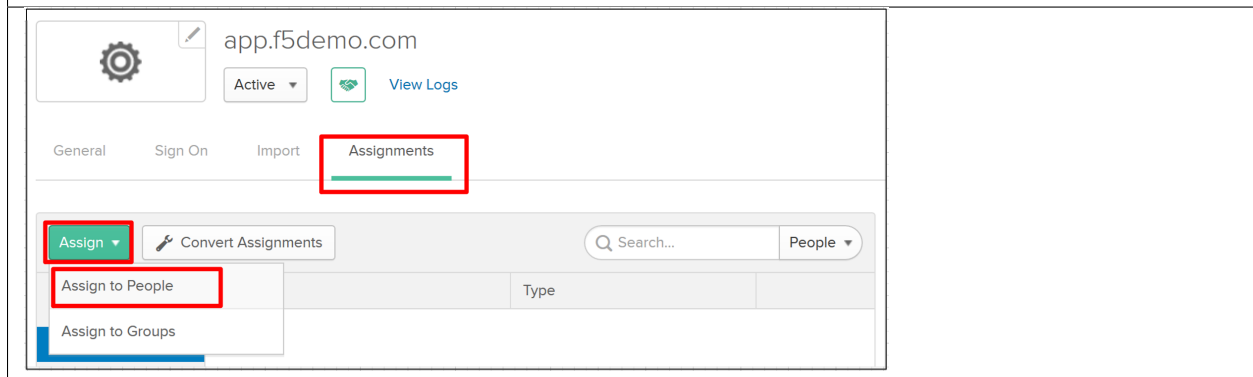 app.f5demo.com
Active
View Logs
General Sign On Import Assignments
Assign Convert Assignments Search... People
Assign to People Type
Assign to Groups